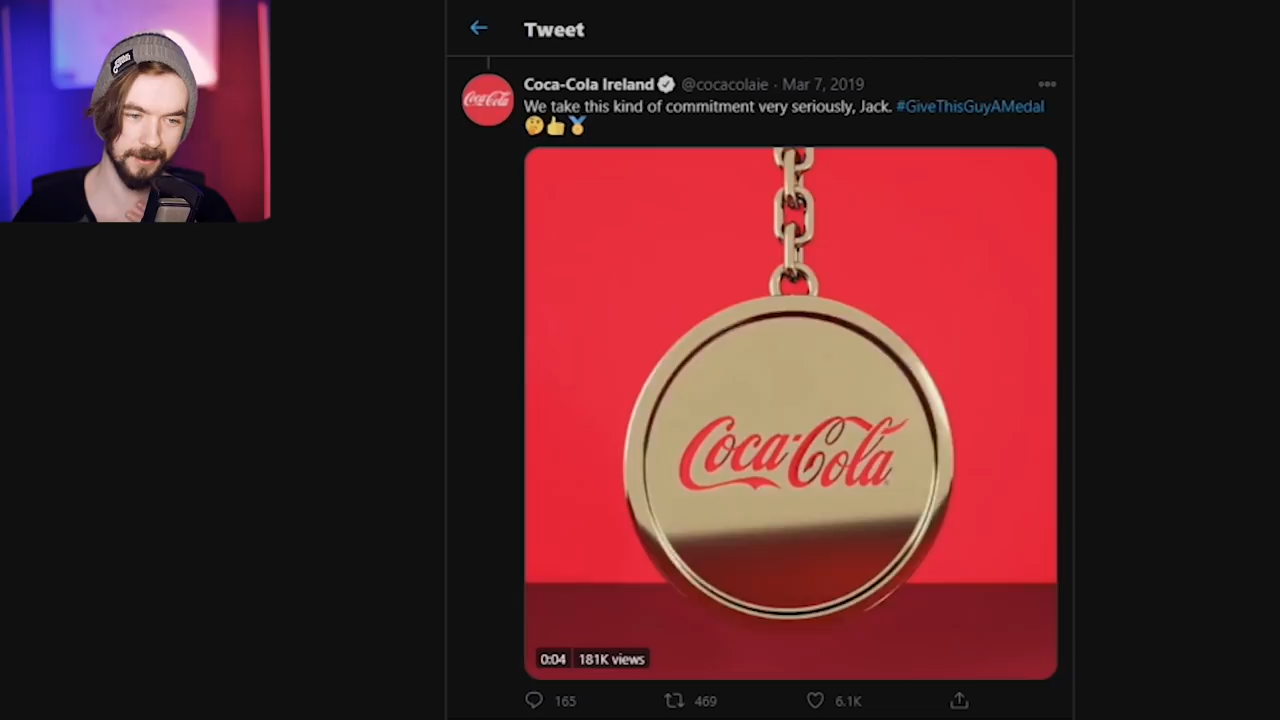 Tweet
Coca-Cola Ireland @cocacolaie · Mar 7, 2019
We take this kind of commitment very seriously, Jack. #GiveThisGuyAMedal
🤔👍🏅
Coca-Cola
Coca-Cola
0:04 181K views
165 469 6.1K